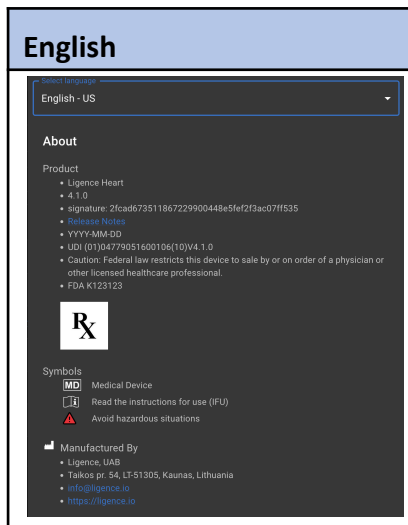 English
Select language
English - US
About
Product
• Ligence Heart
• 4.1.0
• signature: 2fcad673511867229900448e5fef2f3ac07ff535
• Release Notes
• YYYY-MM-DD
• UDI (01)04779051600106(10)V4.1.0
• Caution: Federal law restricts this device to sale by or on order of a physician or
other licensed healthcare professional.
• FDA K123123
Rx
Symbols
MD Medical Device
i Read the instructions for use (IFU)
Avoid hazardous situations
Manufactured By
• Ligence, UAB
• Taikos pr. 54, LT-51305, Kaunas, Lithuania
• info@ligence.io
• https://ligence.io